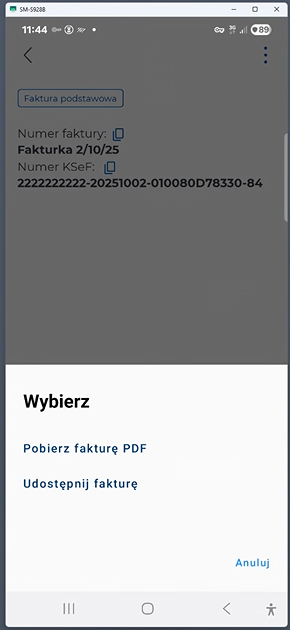 SM-S928B
11:44
3G
89
Faktura podstawowa
Numer faktury:
Fakturka 2/10/25
Numer KSeF:
2222222222-20251002-010080D78330-84
Wybierz
Pobierz fakturę PDF
Udostępnij fakturę
Anuluj